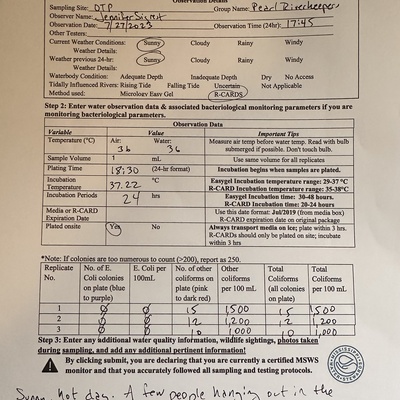 Observation Details
Sampling Site: OTP Group Name: Pearl Riverkeeper
Observer Name: Jennifer
Observation Date: 7/27/2023 Observation Time (24hr): 17:45
Other Testers:
Current Weather Conditions: Sunny Cloudy Rainy Windy
Weather Details:
Weather previous 24-hr: Sunny Cloudy Rainy Windy
Weather Details:
Waterbody Condition: Adequate Depth Inadequate Depth Dry No Access
Tidally Influenced Rivers: Rising Tide Falling Tide Uncertain Not Applicable
Method used: Micrology Easy Gel R-CARDS
Step 2: Enter water observation data & associated bacteriological monitoring parameters if you are
monitoring bacteriological parameters.
Observation Data
Variable Value Important Tips
Temperature (°C) Air: 36 Water: 36 Measure air temp before water temp. Read with bulb
submerged if possible. Don't touch bulb.
Sample Volume 1 mL Use same volume for all replicates
Plating Time 18:30 (24-hr format) Incubation begins when samples are plated.
Incubation Temperature 37.22 °C Easygel Incubation temperature range: 29-37°C
R-CARD Incubation temperature range: 35-38°C
Incubation Periods 24 hrs Easygel Incubation time: 30-48 hours.
R-CARD Incubation: 20-24 hours
Media or R-CARD Expiration Date Use this date format: Jul/2019 (from media box)
R-CARD expiration date on original package
Plated onsite Yes No Always transport media on ice; plate within 3 hrs.
R-CARDs should only be plated on site; incubate
within 3 hrs
*Note: If colonies are too numerous to count (>200), report as 250.
Replicate No. No. of E. Coli colonies on plate (blue to purple) E. Coli per 100mL No. of other coliforms on plate (pink to dark red) Other coliforms per 100 mL Total Coliforms (all colonies on plate) Total Coliforms per 100 mL
1 0 0 15 1,500 15 1,500
2 0 0 12 1,200 12 1,200
3 0 0 10 1,000 10 1,000
Step 3: Enter any additional water quality information, wildlife sightings, photos taken
during sampling, and add any additional pertinent information!
By clicking submit, you are declaring that you are currently a certified MSWS
monitor and that you accurately followed all sampling and testing protocols.
Sunny, hot day. A few people hanging out in the